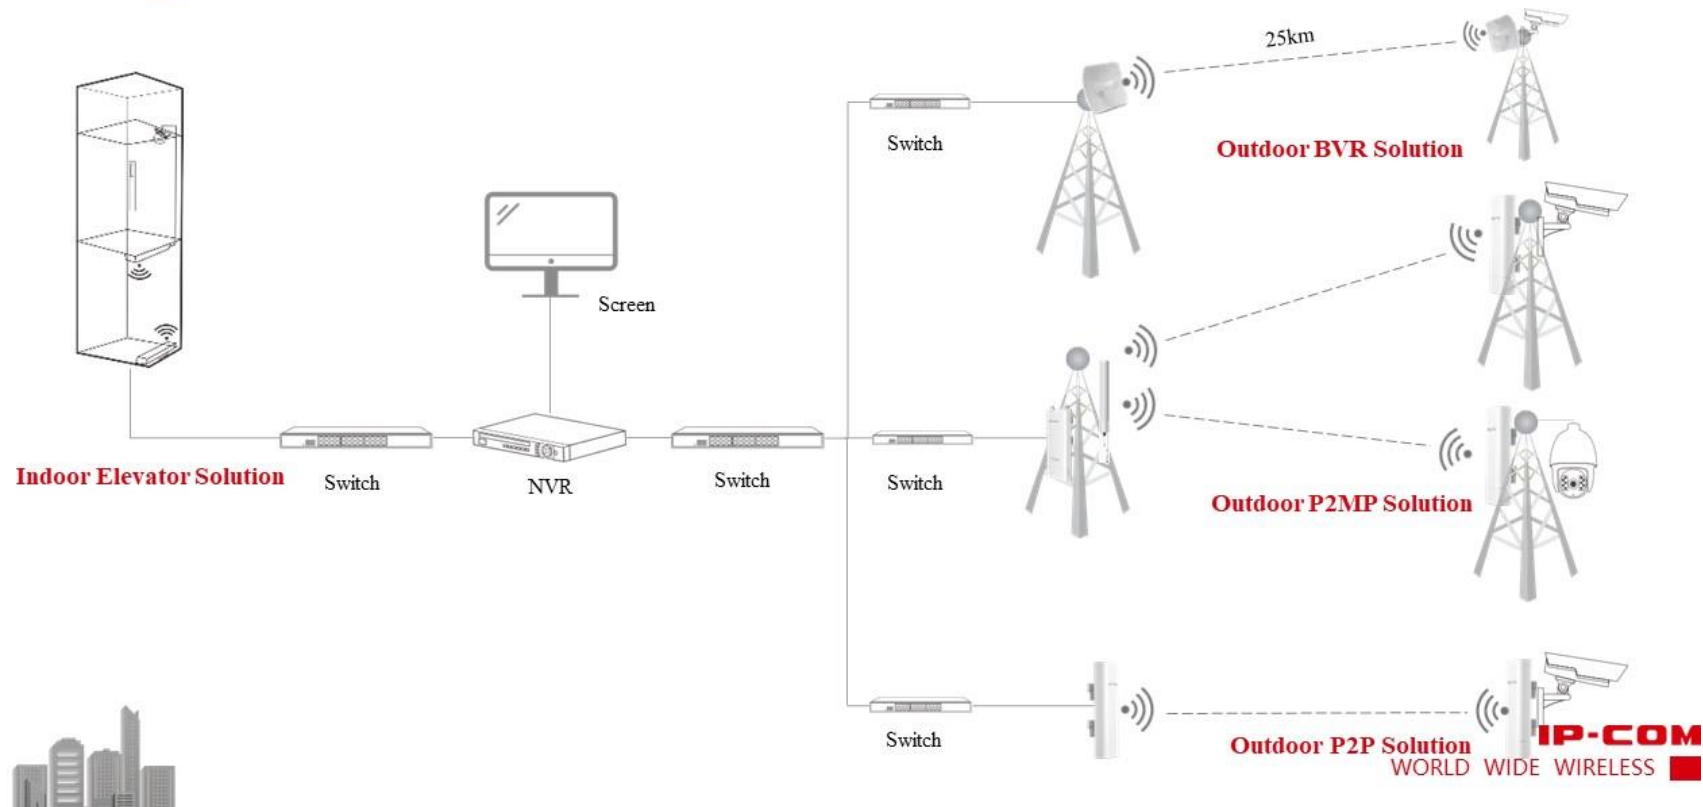 25km
Switch
Outdoor BVR Solution
Screen
Indoor Elevator Solution
Switch
NVR
Switch
Switch
Outdoor P2MP Solution
Switch
Outdoor P2P Solution
IP-COM
WORLD WIDE WIRELESS